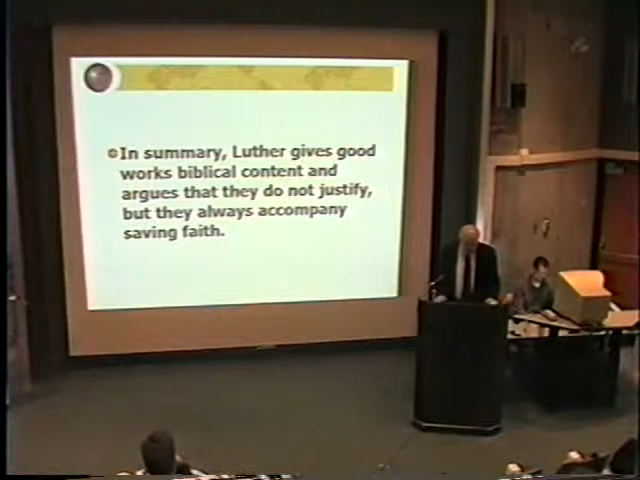 In summary, Luther gives good
works biblical content and
argues that they do not justify,
but they always accompany
saving faith.